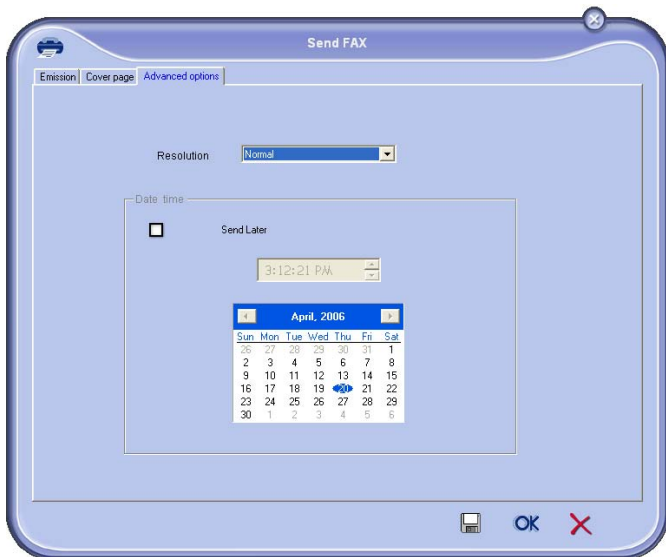 Send FAX
Emission Cover page Advanced options
Resolution Normal
Date time
Send Later
3:12:21 PM
April, 2006
Sun Mon Tue Wed Thu Fri Sat
26 27 28 29 30 31 1
2 3 4 5 6 7 8
9 10 11 12 13 14 15
16 17 18 19 20 21 22
23 24 25 26 27 28 29
30 1 2 3 4 5 6
OK